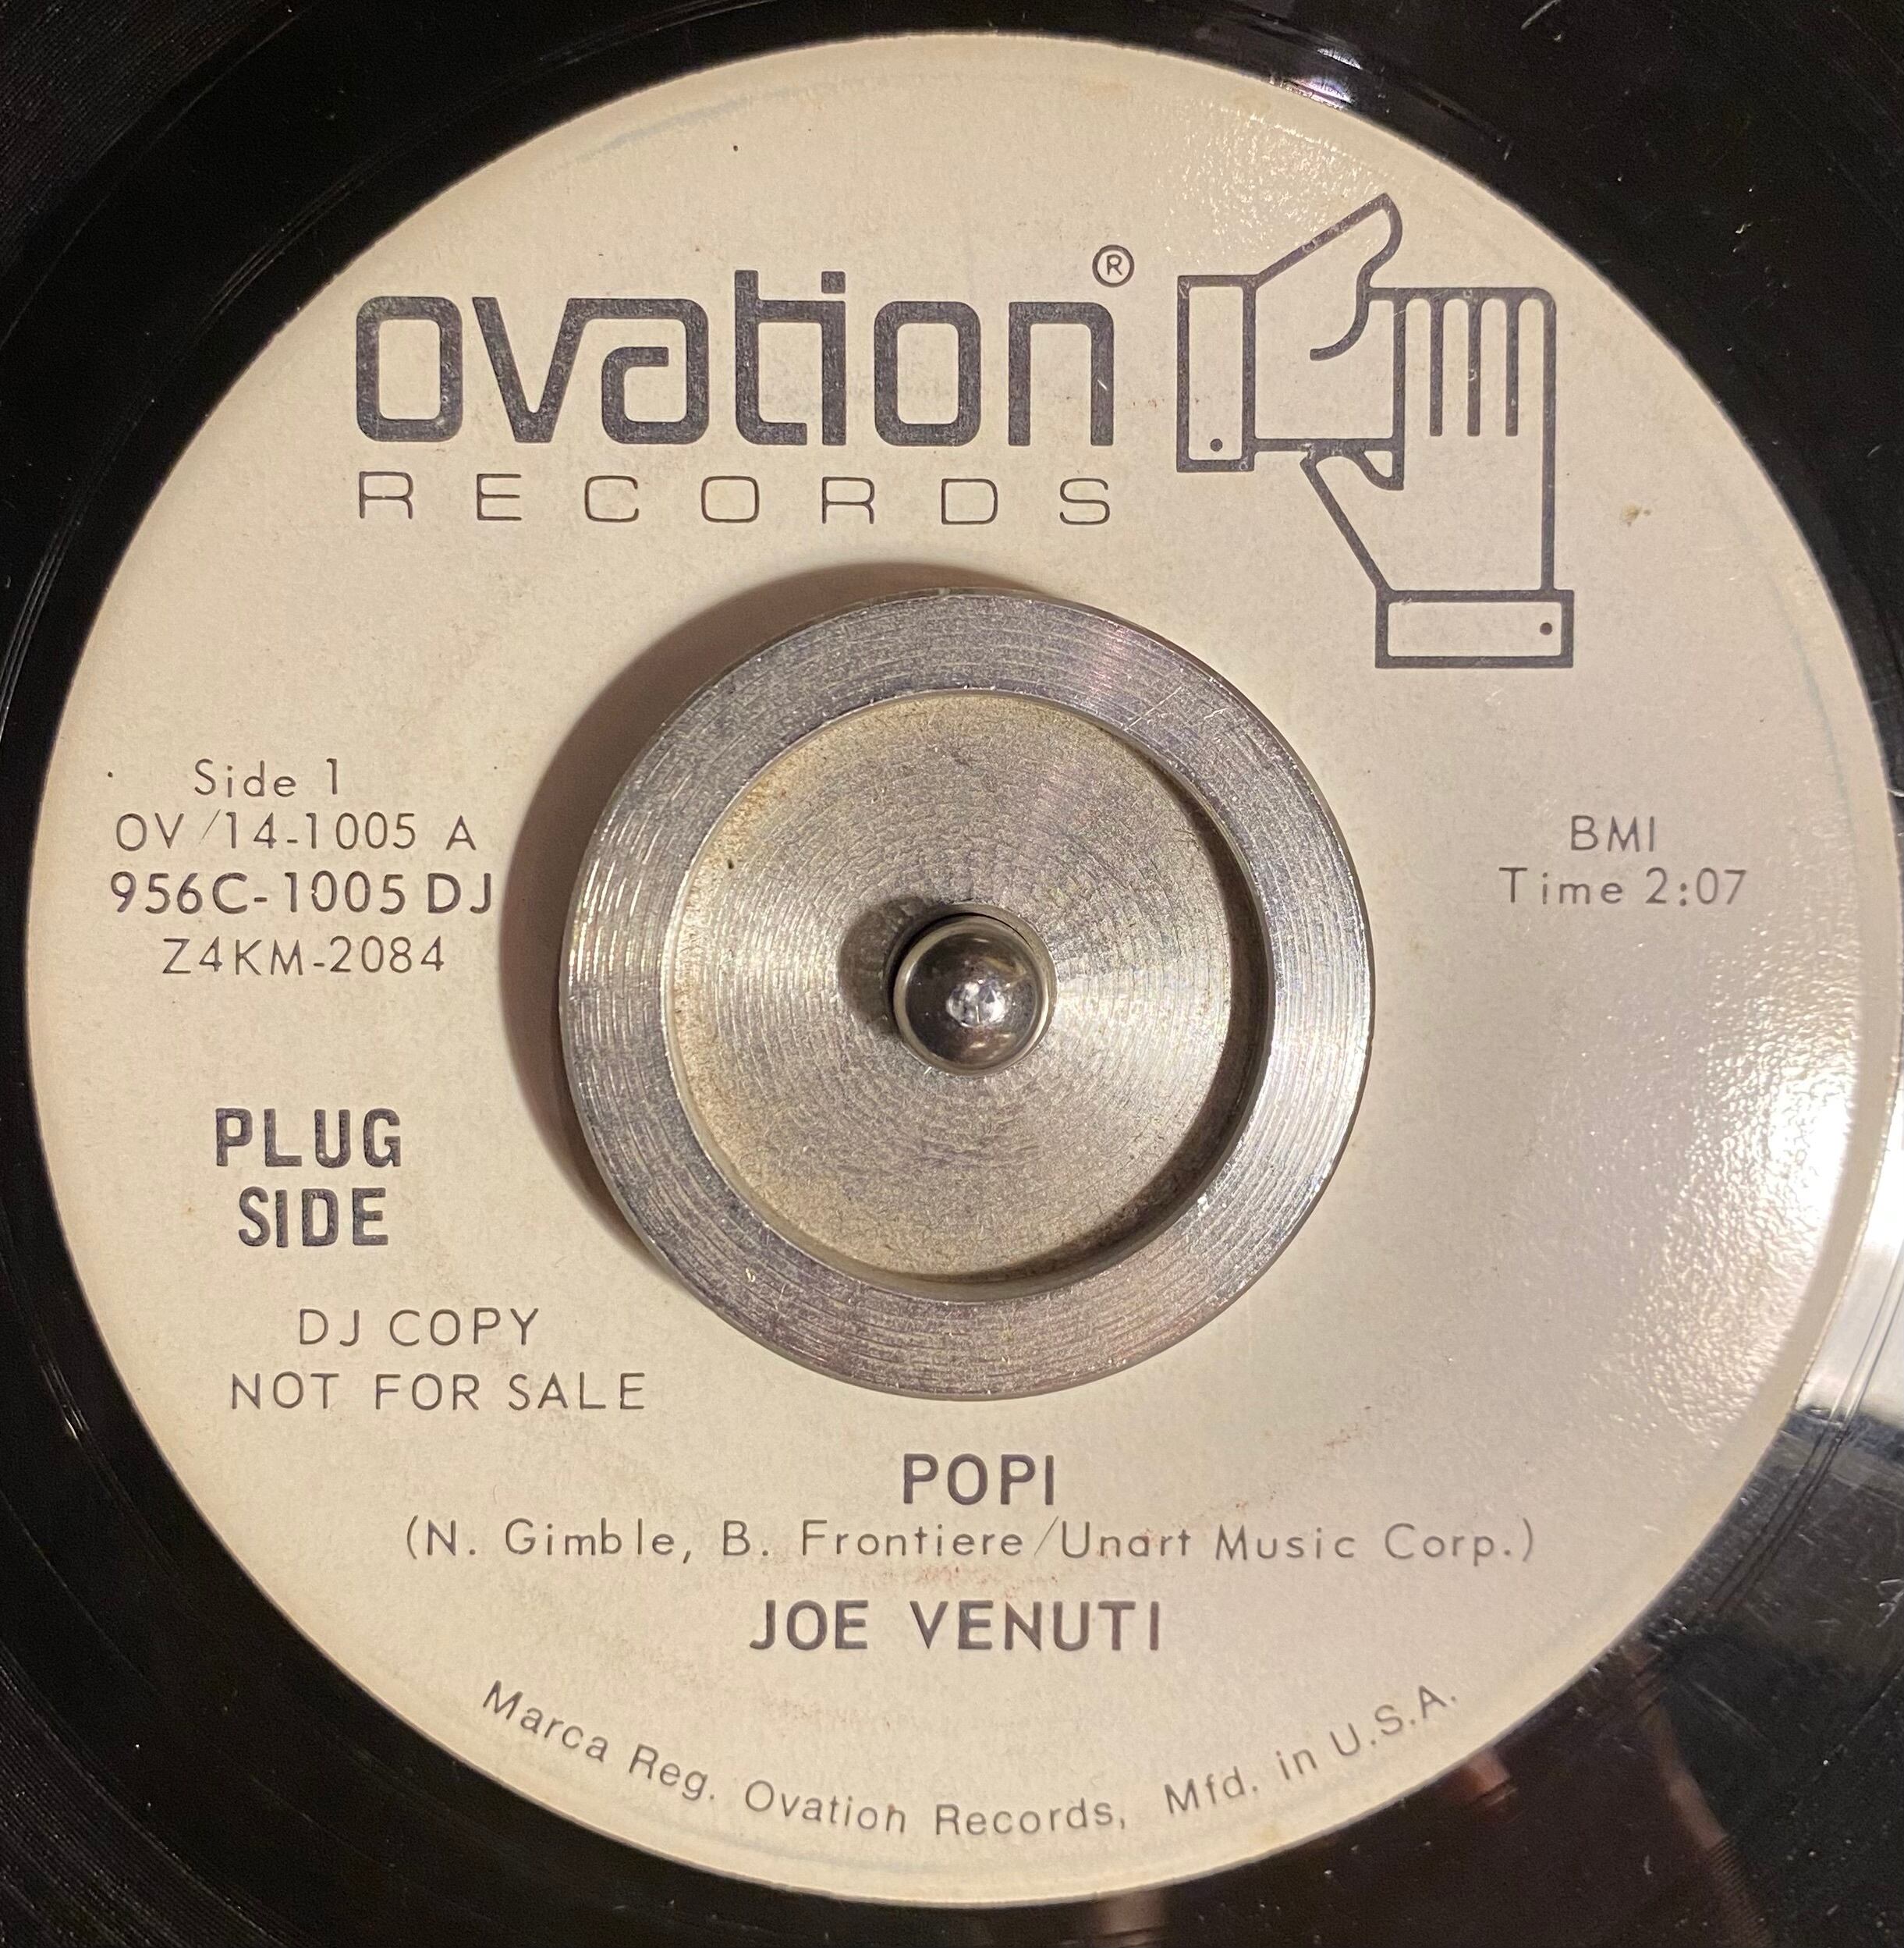 ovation ®
RECORDS
Side 1
OV/14-1005 A
956C-1005 DJ
Z4KM-2084
BMI
Time 2:07
PLUG
SIDE
DJ COPY
NOT FOR SALE
POPI
(N. Gimble, B. Frontiere/Unart Music Corp.)
JOE VENUTI
Marca Reg. Ovation Records, Mfd. in U.S.A.